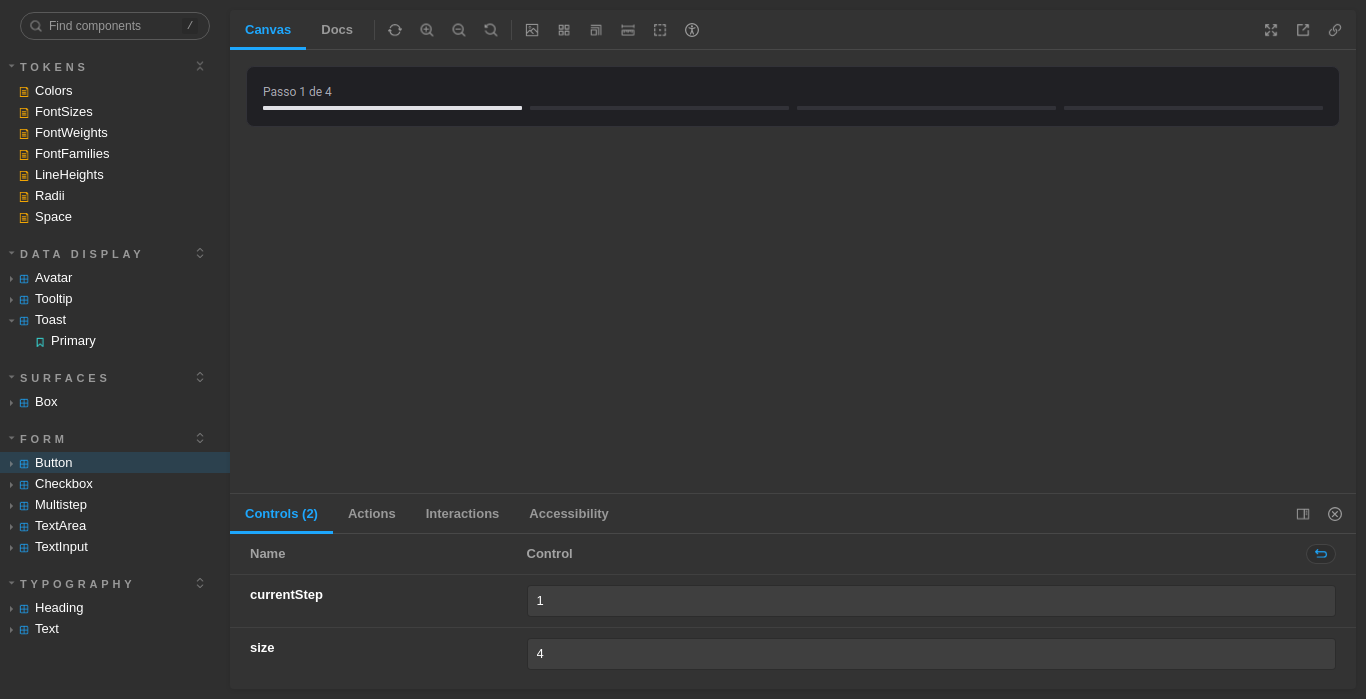 Find components /
TOKENS
Colors
FontSizes
FontWeights
FontFamilies
LineHeights
Radii
Space
DATA DISPLAY
Avatar
Tooltip
Toast
Primary
SURFACES
Box
FORM
Button
Checkbox
Multistep
TextArea
TextInput
TYPOGRAPHY
Heading
Text
Canvas Docs
Passo 1 de 4
Controls (2) Actions Interactions Accessibility
Name Control
currentStep 1
size 4